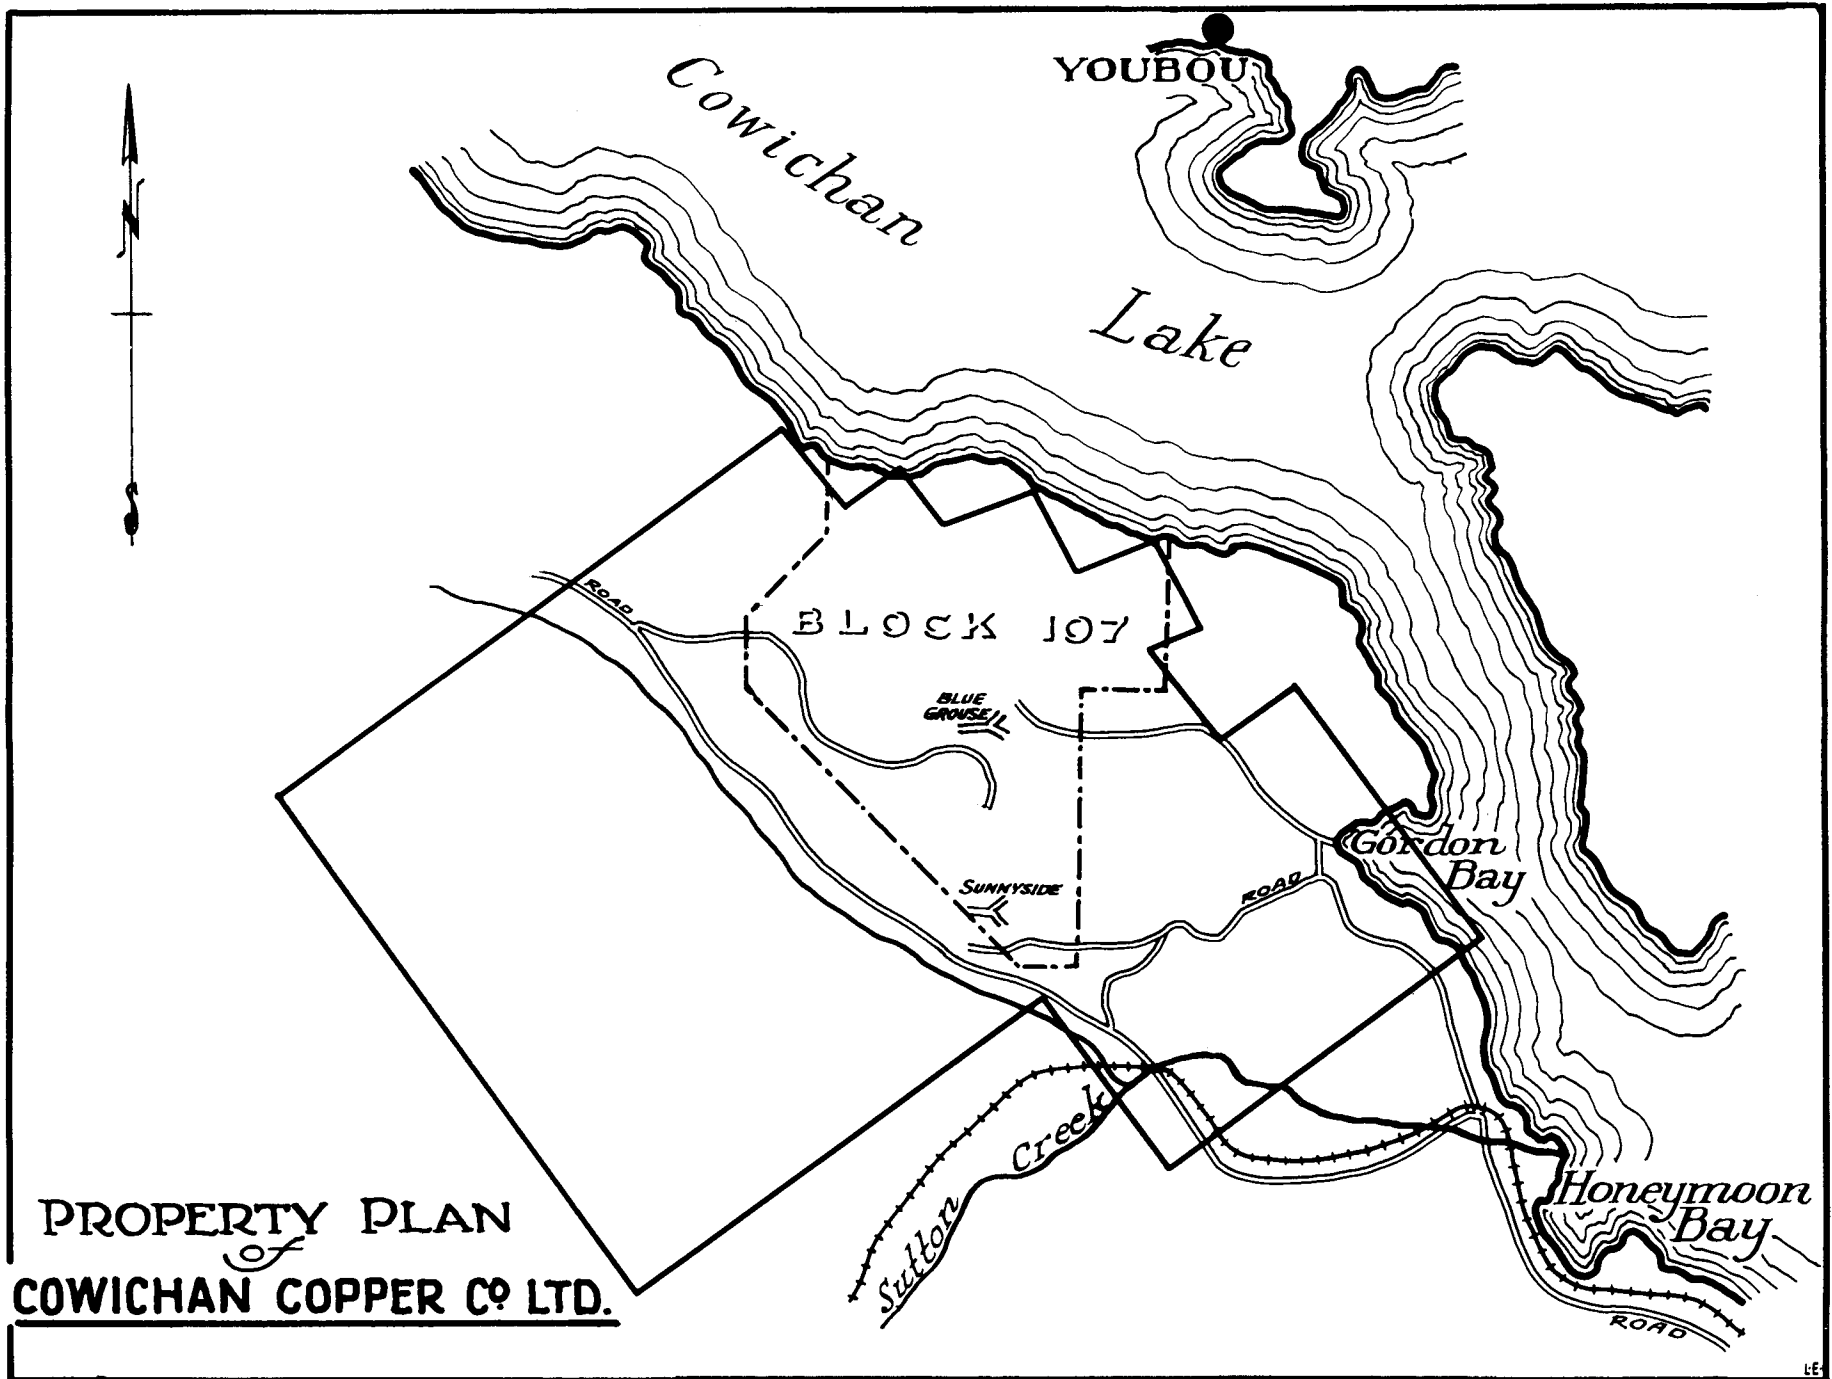 YOUBOU
Cowichan
Lake
N
S
ROAD
BLOCK 107
BLUE
GROUSE
SUNNYSIDE
ROAD
Gordon
Bay
Sutton Creek
Honeymoon
Bay
ROAD
PROPERTY PLAN
of
COWICHAN COPPER Co LTD.